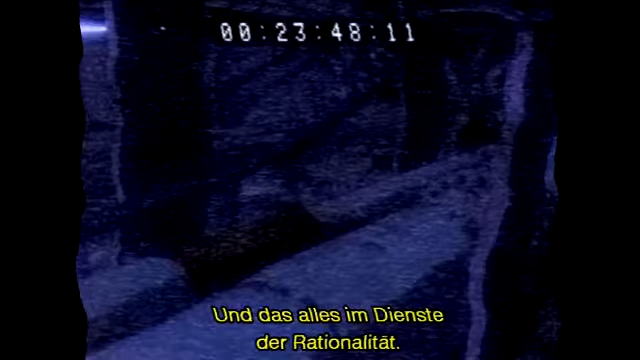 00:23:48:11
Und das alles im Dienste
der Rationalität.